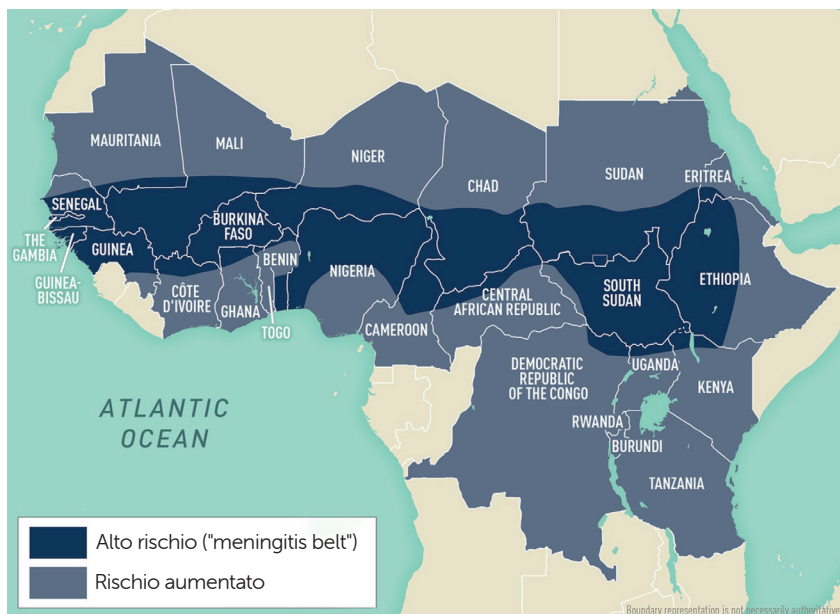 MAURITANIA
MALI
NIGER
CHAD
SUDAN
ERITREA
SENEGAL
THE
GAMBIA
GUINEA-
BISSAU
GUINEA
BURKINA
FASO
BENIN
NIGERIA
CÔTE
D'IVOIRE
GHANA
TOGO
CAMEROON
CENTRAL
AFRICAN REPUBLIC
SOUTH
SUDAN
ETHIOPIA
DEMOCRATIC
REPUBLIC
OF THE CONGO
UGANDA
KENYA
RWANDA
BURUNDI
TANZANIA
ATLANTIC
OCEAN
Alto rischio ("meningitis belt")
Rischio aumentato
Boundary representation is not necessarily authoritative